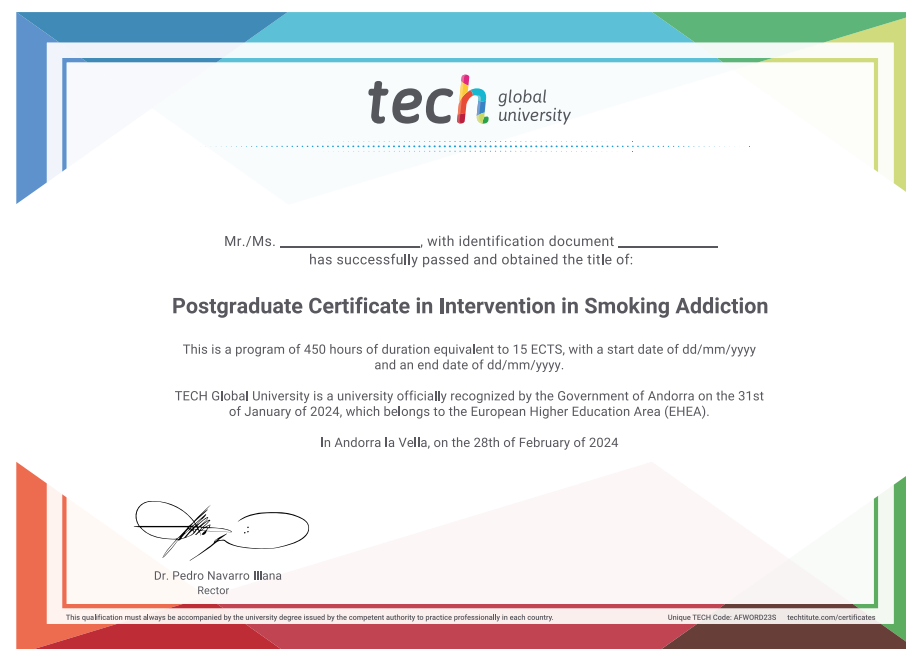 tech global
university
Mr./Ms. ____________________, with identification document ______________
has successfully passed and obtained the title of:
Postgraduate Certificate in Intervention in Smoking Addiction
This is a program of 450 hours of duration equivalent to 15 ECTS, with a start date of dd/mm/yyyy
and an end date of dd/mm/yyyy.
TECH Global University is a university officially recognized by the Government of Andorra on the 31st
of January of 2024, which belongs to the European Higher Education Area (EHEA).
In Andorra la Vella, on the 28th of February of 2024
Dr. Pedro Navarro Illana
Rector
This qualification must always be accompanied by the university degree issued by the competent authority to practice professionally in each country. Unique TECH Code: AFWORD23S techtitute.com/certificates